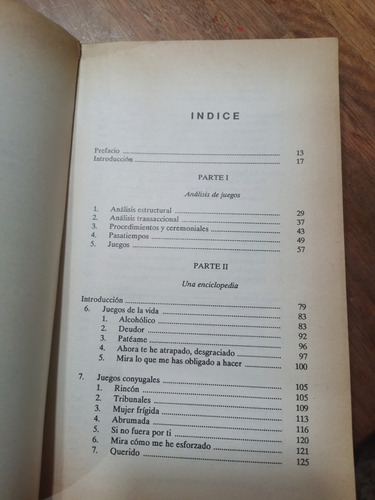 INDICE
Prefacio 13
Introducción 17
PARTE I
Análisis de juegos
1. Análisis estructural 29
2. Análisis transaccional 37
3. Procedimientos y ceremoniales 43
4. Pasatiempos 49
5. Juegos 57
PARTE II
Una enciclopedia
Introducción 79
6. Juegos de la vida 83
1. Alcohólico 83
2. Deudor 92
3. Patéame 96
4. Ahora te he atrapado, desgraciado 97
5. Mira lo que me has obligado a hacer 100
7. Juegos conyugales 105
1. Rincón 105
2. Tribunales 109
3. Mujer frígida 113
4. Abrumada 116
5. Si no fuera por ti 120
6. Mira cómo me he esforzado 121
7. Querido 125